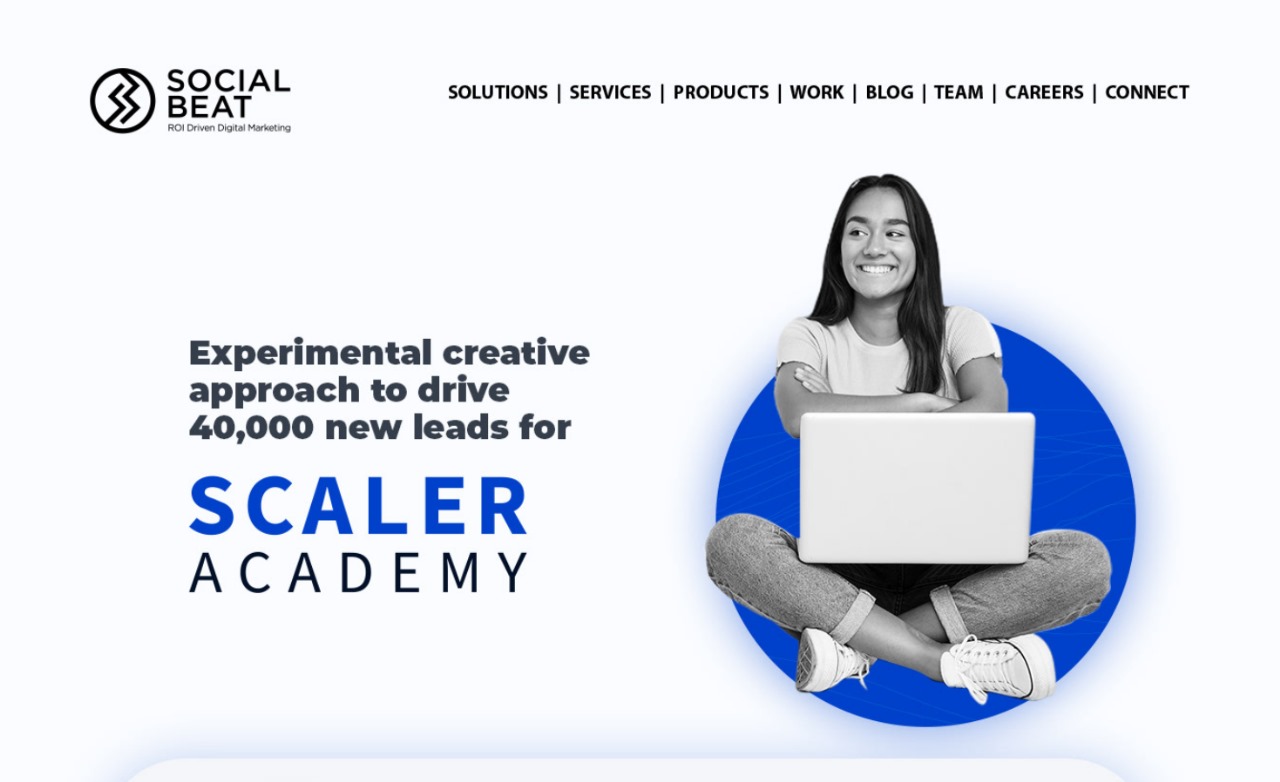 SOCIAL
BEAT
ROI Driven Digital Marketing
SOLUTIONS | SERVICES | PRODUCTS | WORK | BLOG | TEAM | CAREERS | CONNECT
Experimental creative
approach to drive
40,000 new leads for
SCALER
ACADEMY